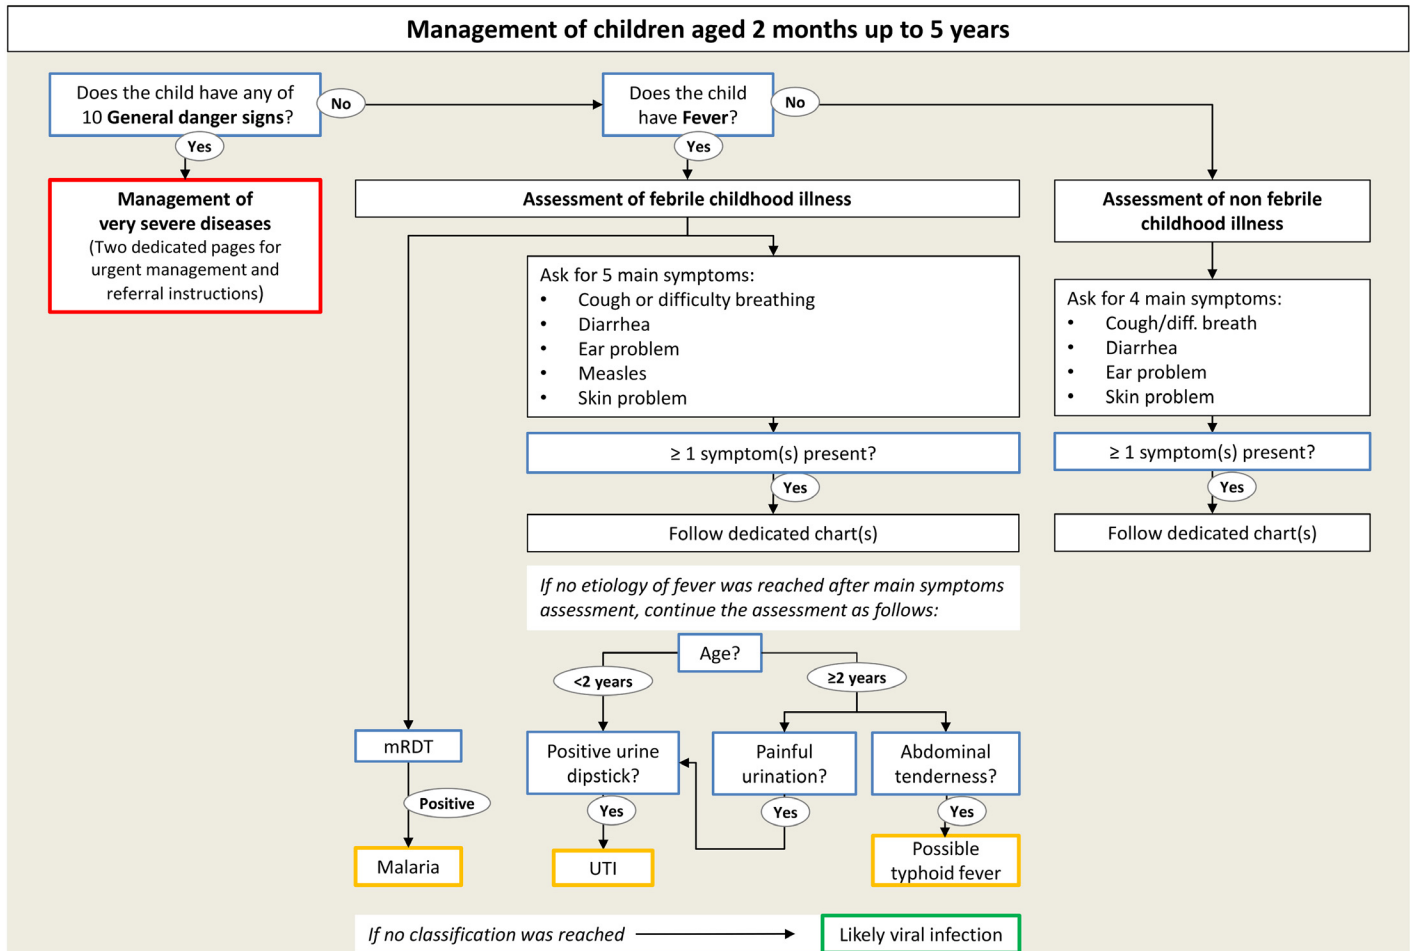 Management of children aged 2 months up to 5 years
Does the child have any of
10 General danger signs?
No
Yes
Management of
very severe diseases
(Two dedicated pages for
urgent management and
referral instructions)
Does the child
have Fever?
No
Yes
Assessment of febrile childhood illness
Ask for 5 main symptoms:
• Cough or difficulty breathing
• Diarrhea
• Ear problem
• Measles
• Skin problem
≥ 1 symptom(s) present?
Yes
Follow dedicated chart(s)
Assessment of non febrile
childhood illness
Ask for 4 main symptoms:
• Cough/diff. breath
• Diarrhea
• Ear problem
• Skin problem
≥ 1 symptom(s) present?
Yes
Follow dedicated chart(s)
If no etiology of fever was reached after main symptoms
assessment, continue the assessment as follows:
Age?
<2 years
≥2 years
mRDT
Positive
Malaria
Positive urine
dipstick?
Yes
UTI
Painful
urination?
Yes
Abdominal
tenderness?
Yes
Possible
typhoid fever
If no classification was reached
Likely viral infection